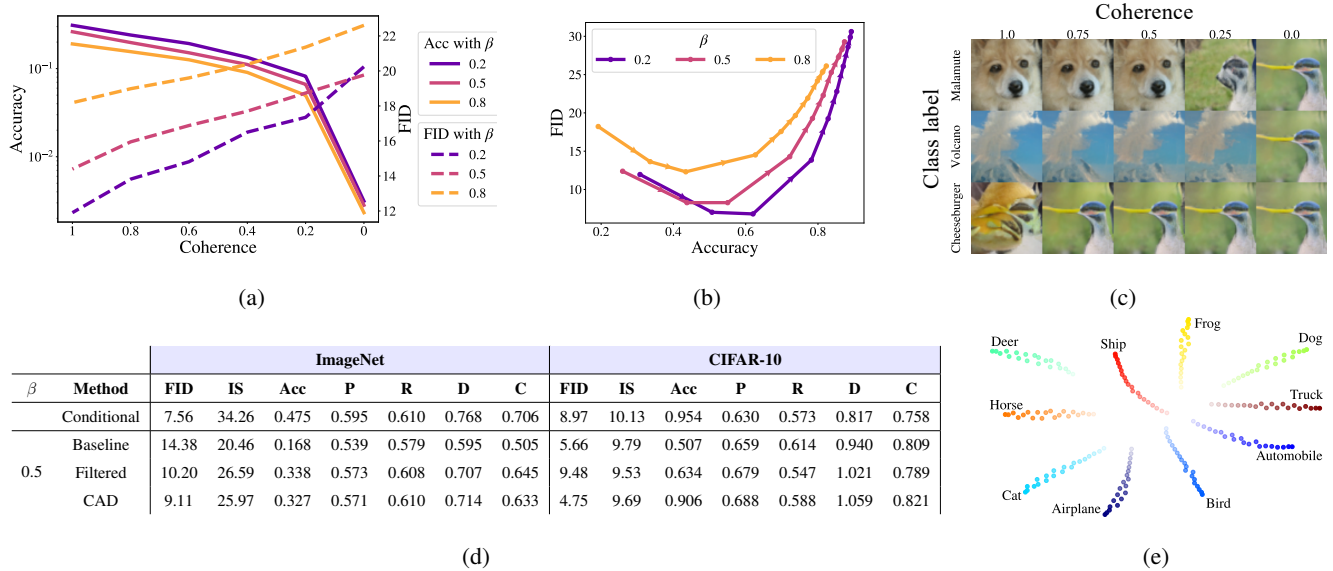 Accuracy
10⁻¹
10⁻²
1
0.8
0.6
0.4
0.2
0
Coherence
22
20
18
16
14
12
FID
Acc with β
0.2
0.5
0.8
FID with β
0.2
0.5
0.8
(a)
FID
30
26
21
15
10
β
0.2 0.5 0.8
0.2 0.4 0.6 0.8
Accuracy
(b)
Coherence
1.0 0.75 0.5 0.25 0.0
Class label
Malamute
Volcano
Cheeseburger
(c)
ImageNet CIFAR-10
β Method FID IS Acc P R D C FID IS Acc P R D C
Conditional 7.56 34.26 0.475 0.595 0.610 0.768 0.706 8.97 10.13 0.954 0.630 0.573 0.817 0.758
Baseline 14.38 20.46 0.168 0.539 0.579 0.595 0.505 5.66 9.79 0.507 0.659 0.614 0.940 0.809
0.5 Filtered 10.20 26.59 0.338 0.573 0.608 0.707 0.645 9.48 9.53 0.634 0.679 0.547 1.021 0.789
CAD 9.11 25.97 0.327 0.571 0.610 0.714 0.633 4.75 9.69 0.906 0.688 0.588 1.059 0.821
(d)
Frog
Deer
Ship
Dog
Horse
Truck
Automobile
Cat
Airplane
Bird
(e)